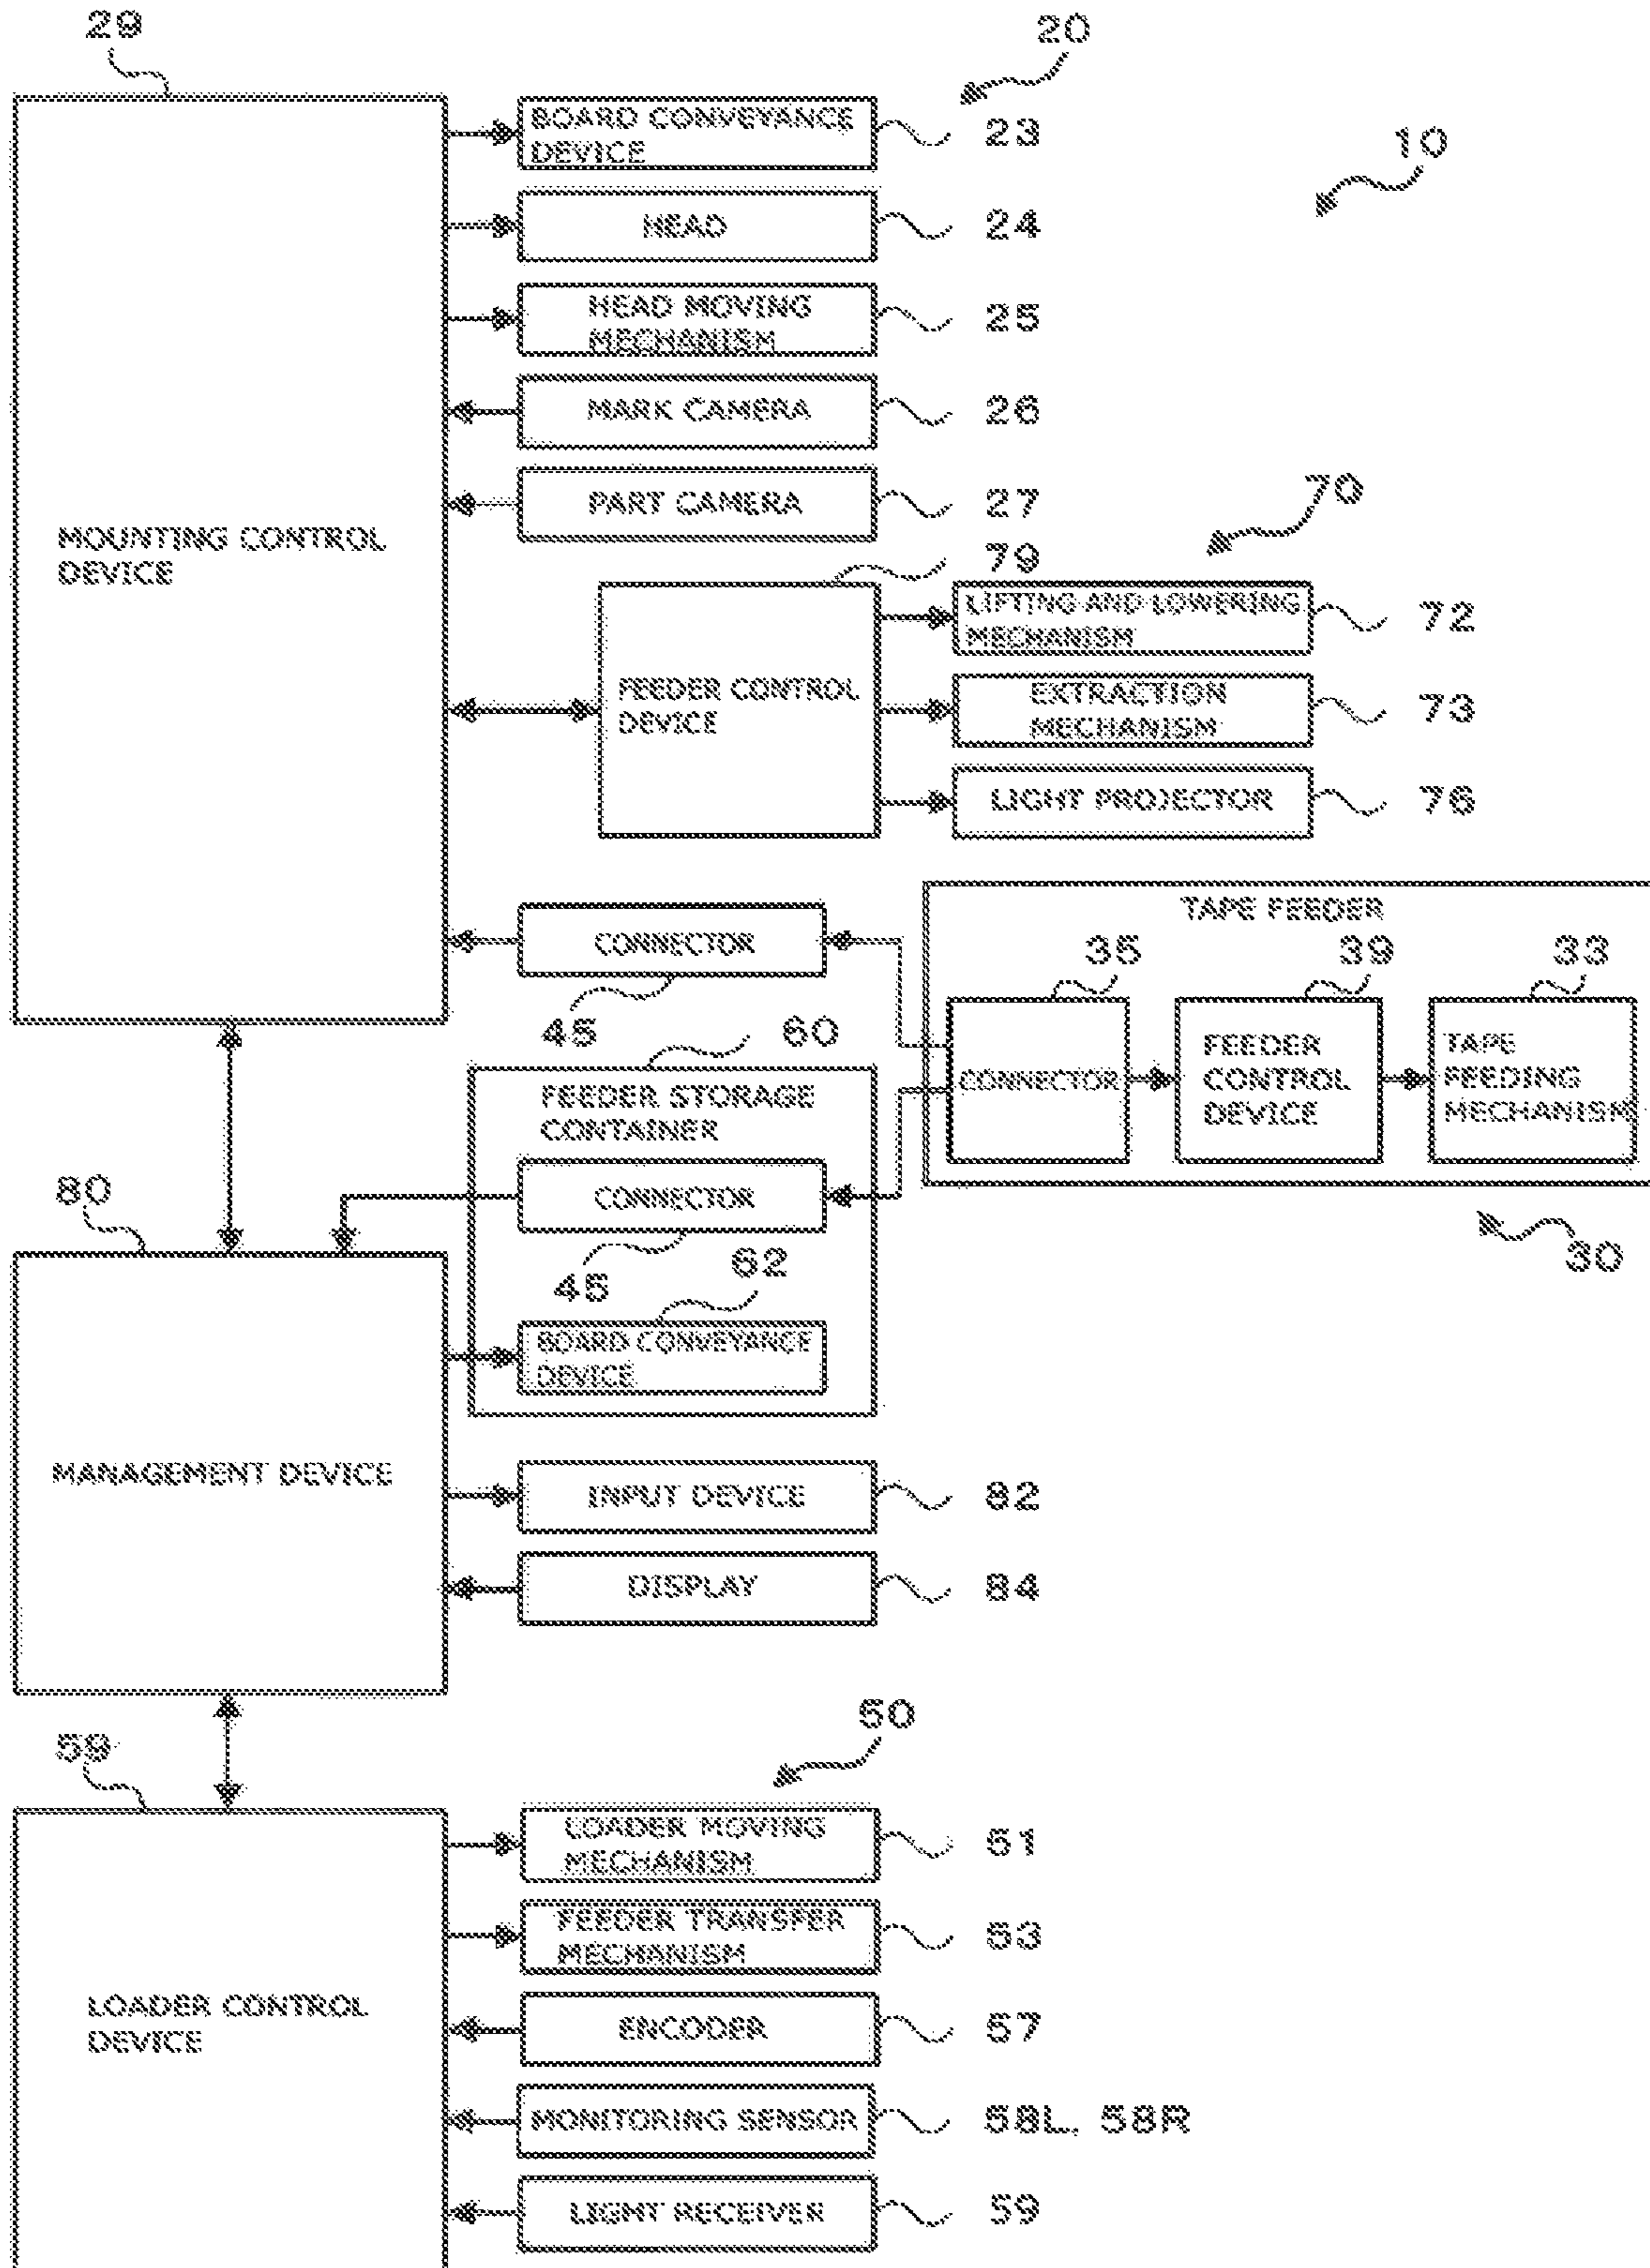 29
20
BOARD CONVEYANCE
DEVICE
23
10
HEAD
24
HEAD MOVING
MECHANISM
25
MARK CAMERA
26
PART CAMERA
27
70
MOUNTING CONTROL
DEVICE
79
LIFTING AND LOWERING
MECHANISM
72
FEEDER CONTROL
DEVICE
EXTRACTION
MECHANISM
73
LIGHT PROJECTOR
76
TAPE FEEDER
CONNECTOR
45
35
39
33
CONNECTOR
FEEDER
CONTROL
DEVICE
TAPE
FEEDING
MECHANISM
30
60
FEEDER STORAGE
CONTAINER
CONNECTOR
45
62
BOARD CONVEYANCE
DEVICE
80
MANAGEMENT DEVICE
INPUT DEVICE
82
DISPLAY
84
50
59
LOADER MOVING
MECHANISM
51
FEEDER TRANSFER
MECHANISM
53
LOADER CONTROL
DEVICE
ENCODER
57
MONITORING SENSOR
58L, 58R
LIGHT RECEIVER
59